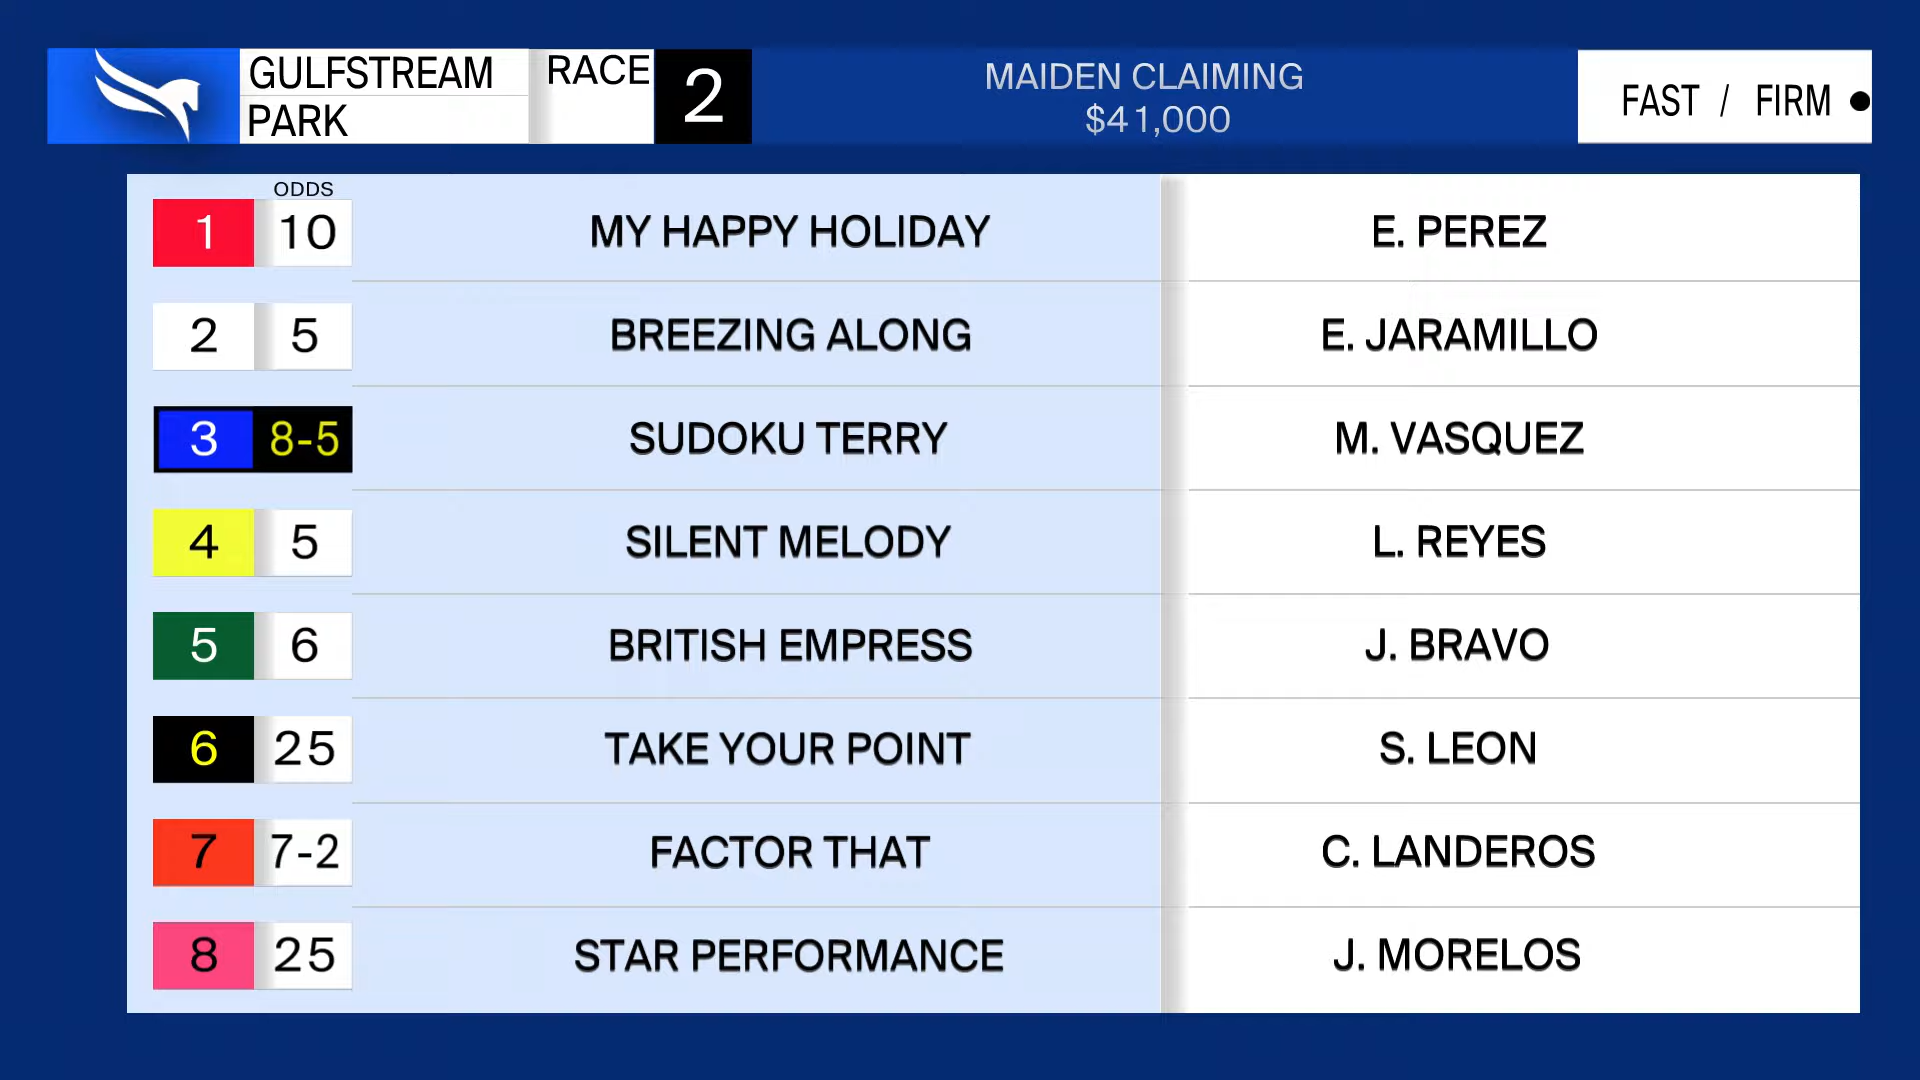 GULFSTREAM PARK RACE 2
MAIDEN CLAIMING
$41,000
FAST / FIRM
ODDS
1 10 MY HAPPY HOLIDAY E. PEREZ
2 5 BREEZING ALONG E. JARAMILLO
3 8-5 SUDOKU TERRY M. VASQUEZ
4 5 SILENT MELODY L. REYES
5 6 BRITISH EMPRESS J. BRAVO
6 25 TAKE YOUR POINT S. LEON
7 7-2 FACTOR THAT C. LANDEROS
8 25 STAR PERFORMANCE J. MORELOS